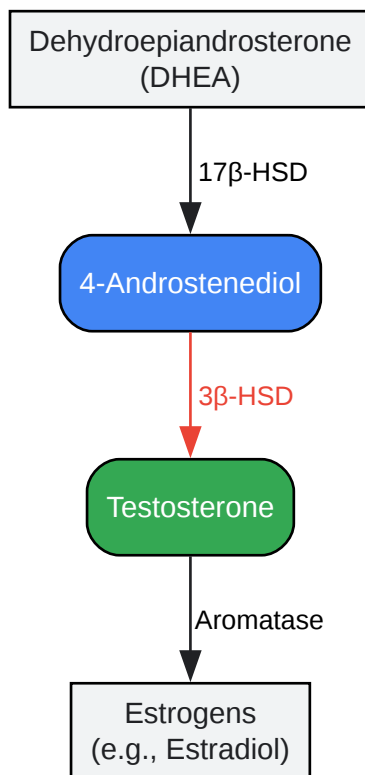 Dehydroepiandrosterone
(DHEA)
17β-HSD
4-Androstenediol
3β-HSD
Testosterone
Aromatase
Estrogens
(e.g., Estradiol)